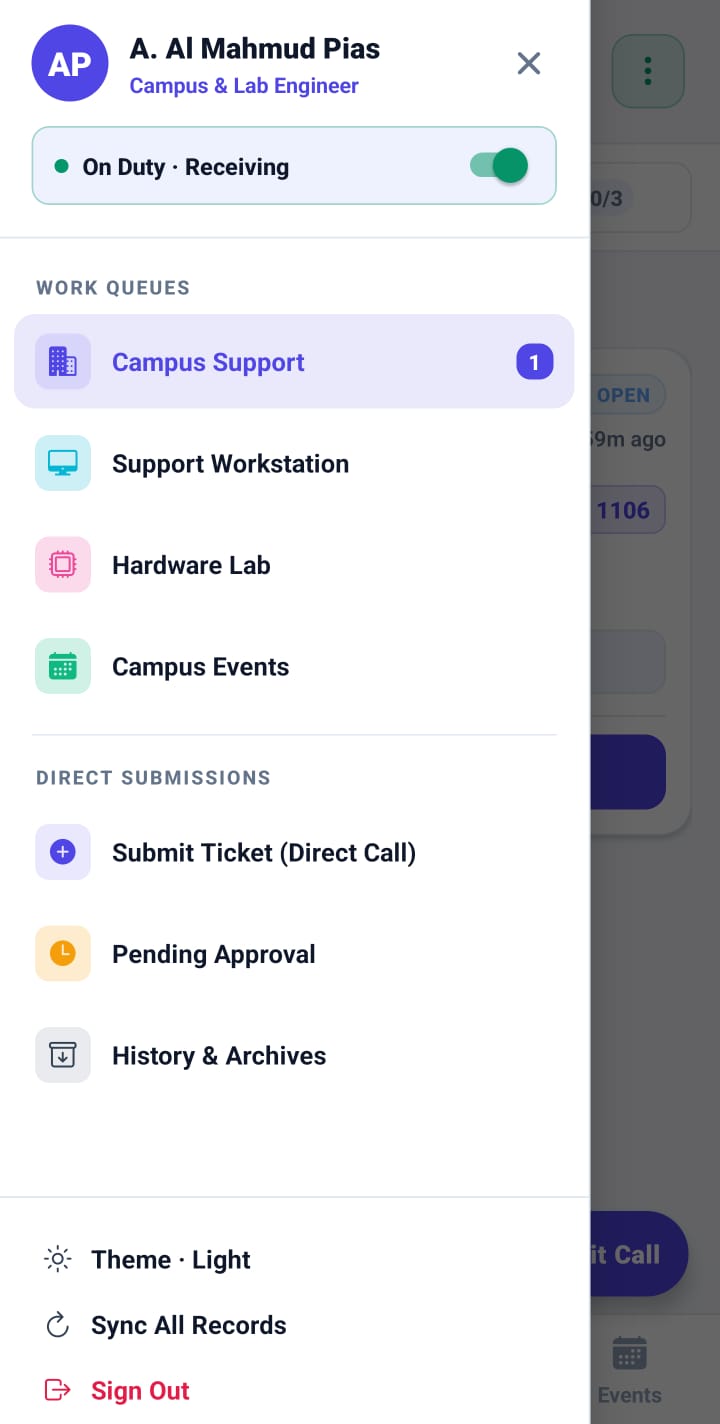 AP
A. Al Mahmud Pias
Campus & Lab Engineer
On Duty · Receiving
0/3
WORK QUEUES
Campus Support
1
OPEN
9m ago
Support Workstation
1106
Hardware Lab
Campus Events
DIRECT SUBMISSIONS
Submit Ticket (Direct Call)
Pending Approval
History & Archives
Theme · Light
it Call
Sync All Records
Sign Out
Events